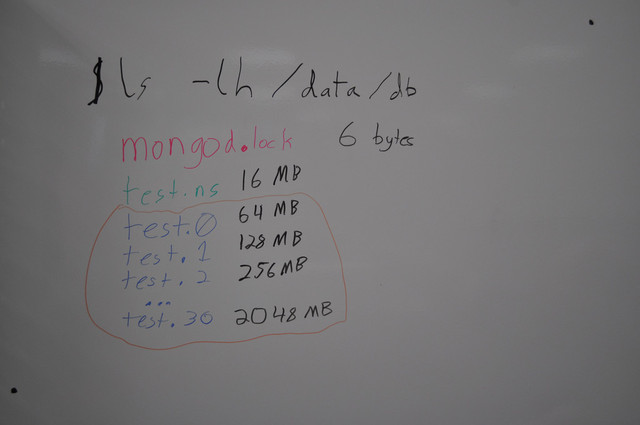 $ls -lh /data/db
mongod.lock 6 bytes
test.ns 16 MB
test.0 64 MB
test.1 128 MB
test.2 256 MB
...
test.30 2048 MB